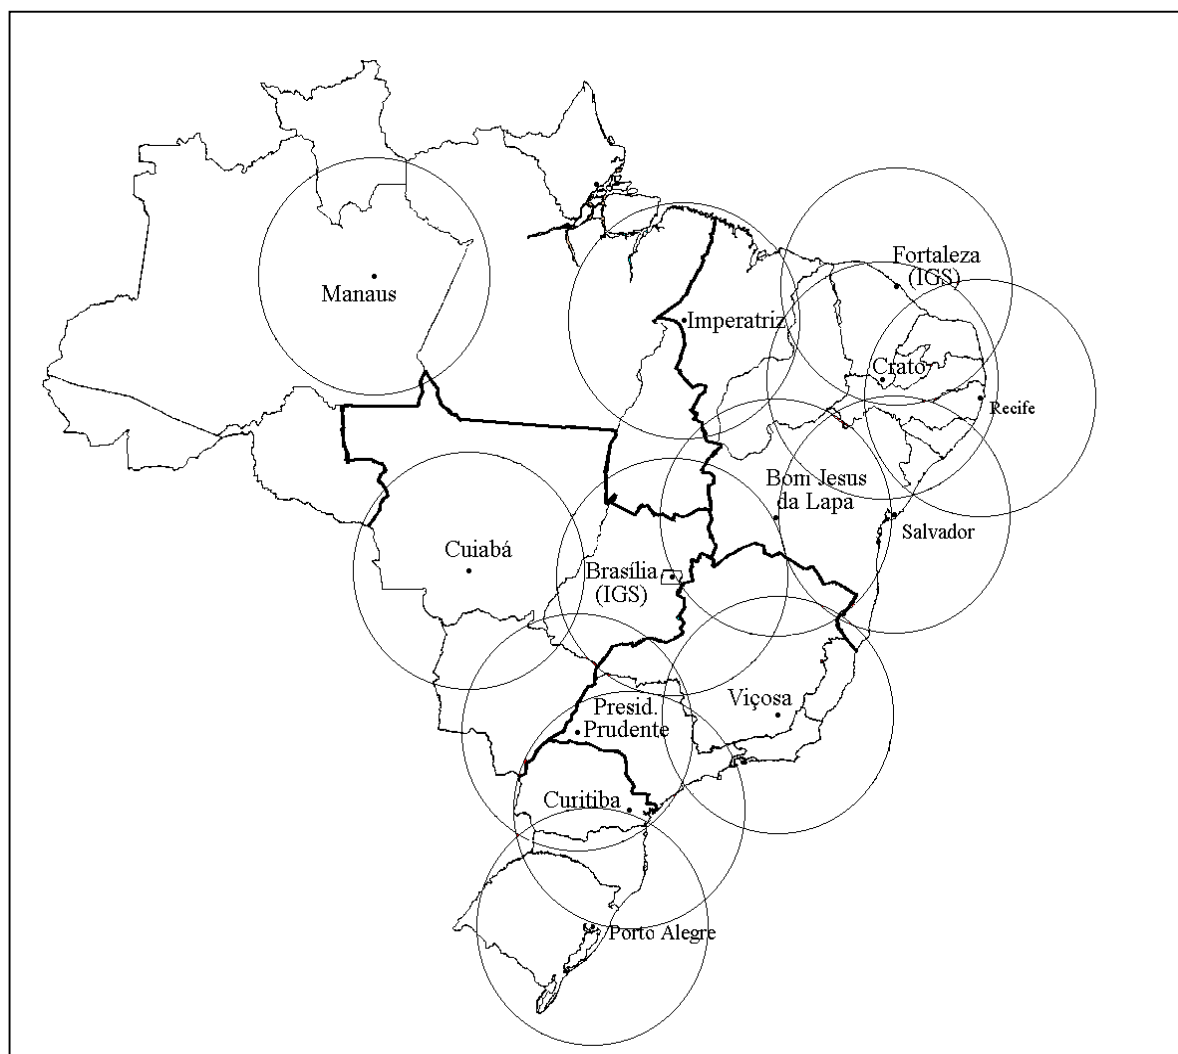 Fortaleza
(IGS)
Manaus
Imperatriz
Crato
Recife
Bom Jesus
da Lapa
Salvador
Cuiabá
Brasília
(IGS)
Viçosa
Presid.
Prudente
Curitiba
Porto Alegre